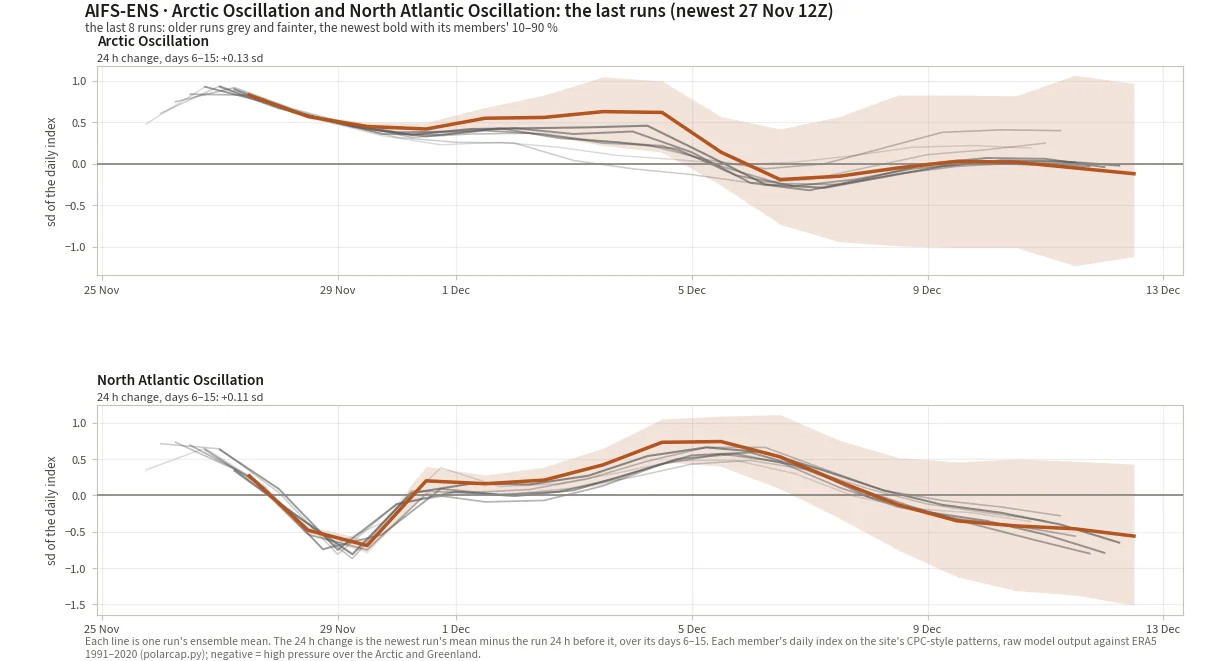 AIFS-ENS · Arctic Oscillation and North Atlantic Oscillation: the last runs (newest 27 Nov 12Z)
the last 8 runs: older runs grey and fainter, the newest bold with its members' 10–90 %
Arctic Oscillation
24 h change, days 6–15: +0.13 sd
sd of the daily index
1.0
0.5
0.0
−0.5
−1.0
25 Nov 29 Nov 1 Dec 5 Dec 9 Dec 13 Dec
North Atlantic Oscillation
24 h change, days 6–15: +0.11 sd
sd of the daily index
1.0
0.5
0.0
−0.5
−1.0
−1.5
25 Nov 29 Nov 1 Dec 5 Dec 9 Dec 13 Dec
Each line is one run's ensemble mean. The 24 h change is the newest run's mean minus the run 24 h before it, over its days 6–15. Each member's daily index on the site's CPC-style patterns, raw model output against ERA5
1991–2020 (polarcap.py); negative = high pressure over the Arctic and Greenland.